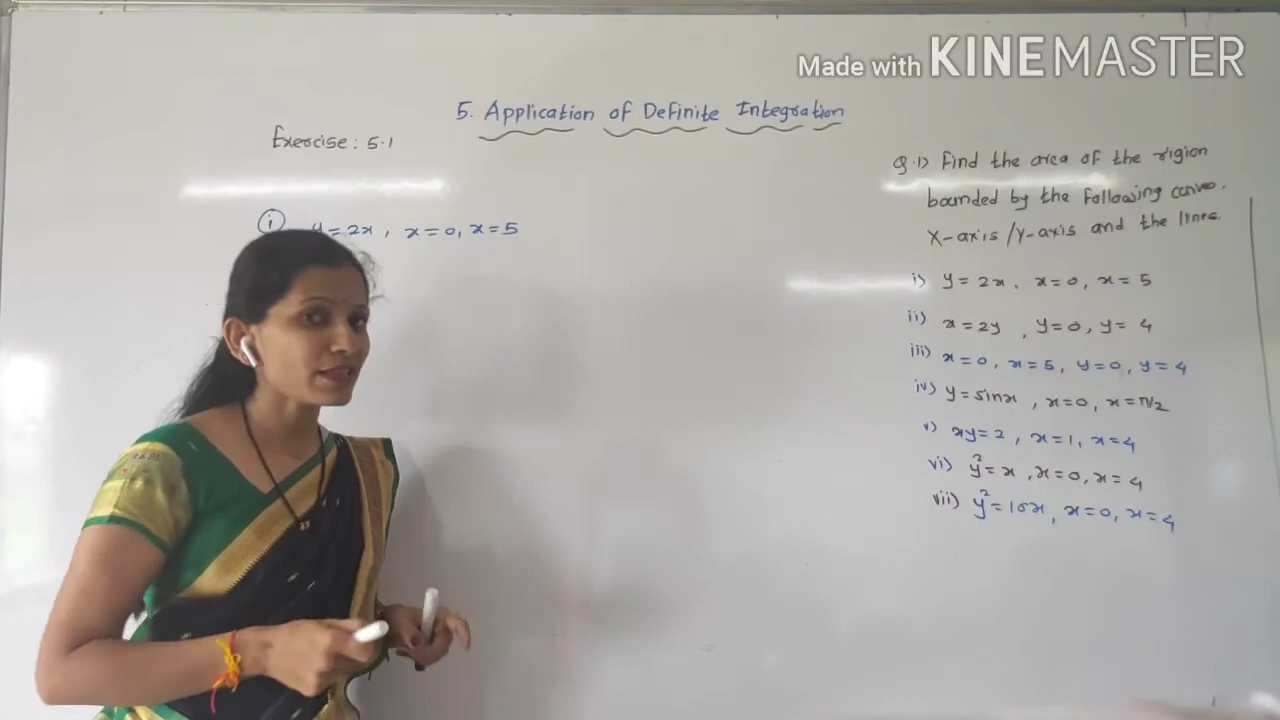 Made with KINEMASTER
5. Application of Definite Integration
Exercise: 5.1
i y = 2x, x=0, x=5
Q.1) Find the area of the rigion
bounded by the following curves.
X-axis /Y-axis and the lines.
i) y = 2x. x=0, x=5
ii) x=2y , y=0, y= 4
iii) x=0, x=5, y=0, y=4
iv) y=sinx , x=0, x=π/2
v) xy=2, x=1, x=4
vi) y²=x, x=0, x=4
vii) y²=16x, x=0, x=4